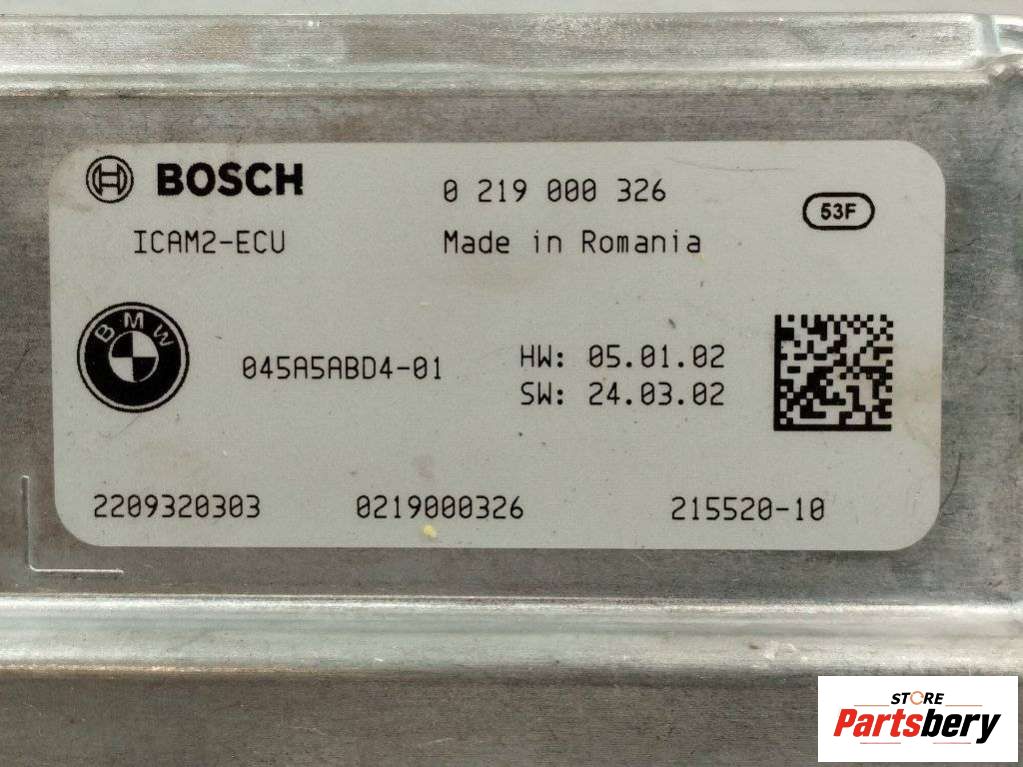 BOSCH 0 219 000 326
53F
ICAM2-ECU Made in Romania
BMW
045A5ABD4-01 HW: 05.01.02
SW: 24.03.02
2209320303 0219000326 215520-10
STORE
Partsbery